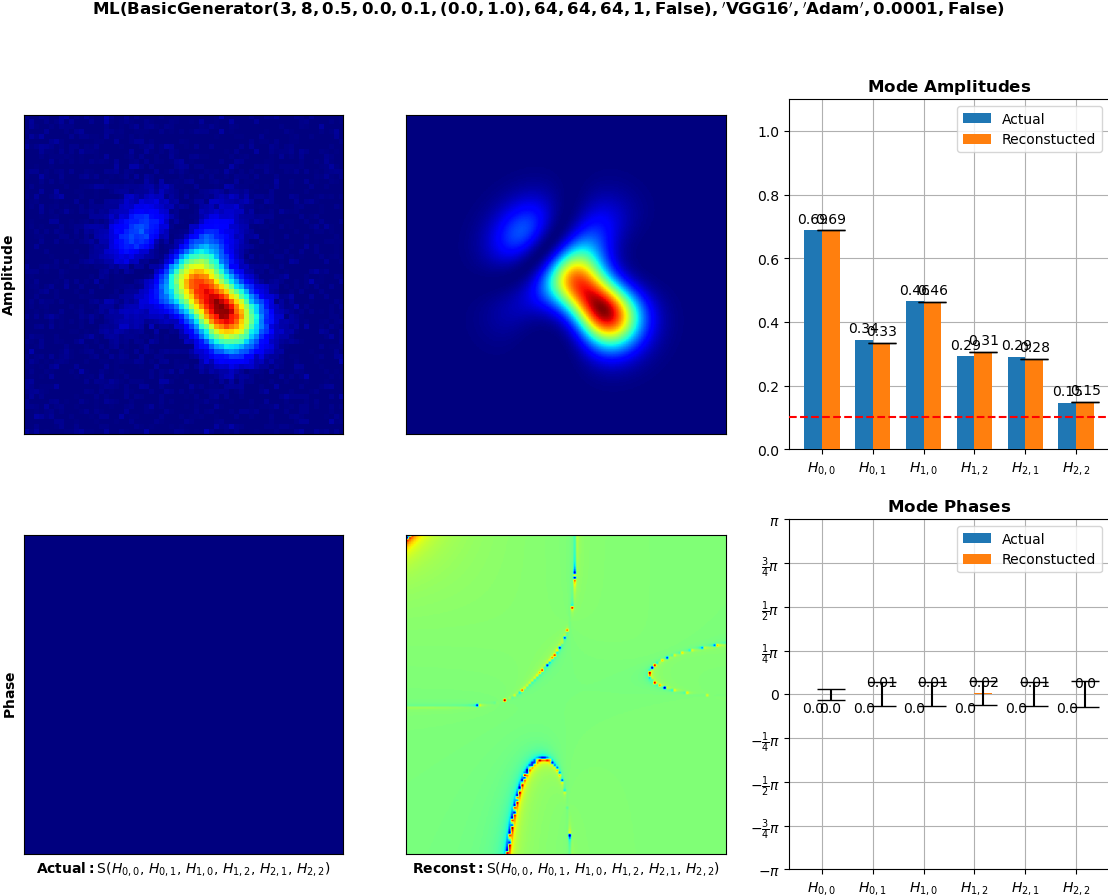 ML(BasicGenerator(3, 8, 0.5, 0.0, 0.1, (0.0, 1.0), 64, 64, 64, 1, False), ′VGG16′, ′Adam′, 0.0001, False)
Amplitude
Mode Amplitudes
Actual
Reconstucted
1.0
0.8
0.6
0.4
0.2
0.0
0.69 0.69
0.34 0.33
0.46 0.46
0.29 0.31
0.29 0.28
0.15 0.15
H0,0 H0,1 H1,0 H1,2 H2,1 H2,2
Phase
Mode Phases
Actual
Reconstucted
π
3/4π
1/2π
1/4π
0
−1/4π
−1/2π
−3/4π
−π
0.0 0.0
0.0 0.01
0.0 0.01
0.0 0.02
0.0 0.01
0.0 0.0
H0,0 H0,1 H1,0 H1,2 H2,1 H2,2
Actual: S(H0,0, H0,1, H1,0, H1,2, H2,1, H2,2)
Reconst: S(H0,0, H0,1, H1,0, H1,2, H2,1, H2,2)